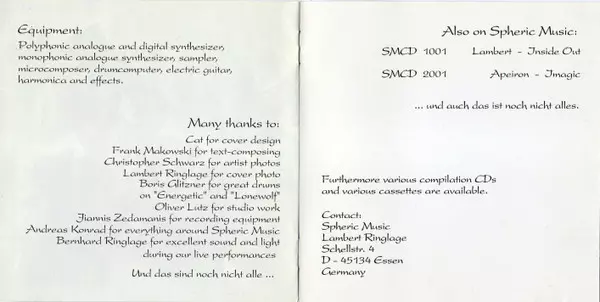 Equipment:
Polyphonic analogue and digital synthesizer,
monophonic analogue synthesizer, sampler,
microcomposer, drumcomputer, electric guitar,
harmonica and effects.
Many thanks to:
Cat for cover design
Frank Makowski for text-composing
Christopher Schwarz for artist photos
Lambert Ringlage for cover photo
Boris Glitzner for great drums
on "Energetic" and "Lonewolf"
Oliver Lutz for studio work
Jiannis Zedamanis for recording equipment
Andreas Konrad for everything around Spheric Music
Bernhard Ringlage for excellent sound and light
during our live performances
Und das sind noch nicht alle ...
Also on Spheric Music:
SMCD 1001 Lambert - Inside Out
SMCD 2001 Apeiron - Imagic
... und auch das ist noch nicht alles.
Furthermore various compilation CDs
and various cassettes are available.
Contact:
Spheric Music
Lambert Ringlage
Schellstr. 4
D - 45134 Essen
Germany